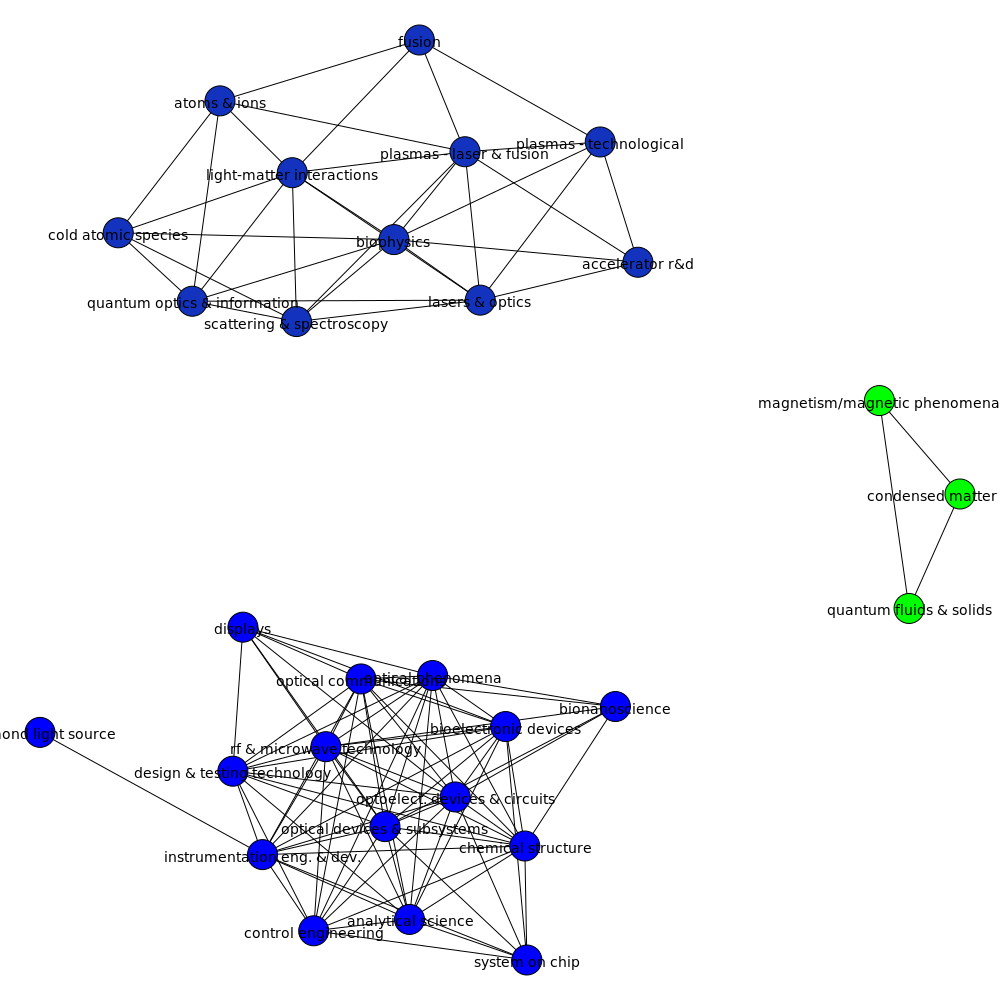 fusion
atoms & ions
plasmas - technological
plasmas - laser & fusion
light-matter interactions
cold atomic species
biophysics
accelerator r&d
quantum optics & information
lasers & optics
scattering & spectroscopy
magnetism/magnetic phenomena
condensed matter
quantum fluids & solids
displays
optical communications
optical phenomena
bionanoscience
bioelectronic devices
ond light source
rf & microwave technology
design & testing technology
optoelect. devices & circuits
optical devices & subsystems
chemical structure
instrumentation eng. & dev.
analytical science
control engineering
system on chip